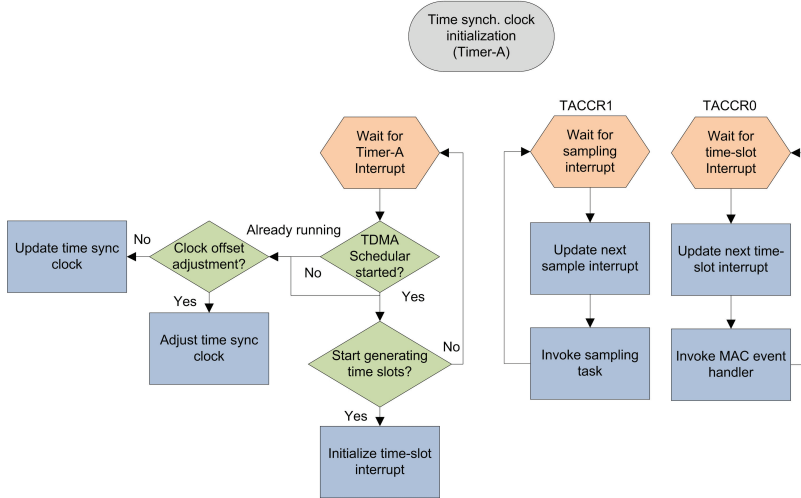 Time synch. clock
initialization
(Timer-A)
TACCR1
TACCR0
Wait for
Timer-A
Interrupt
Wait for
sampling
interrupt
Wait for
time-slot
Interrupt
Already running
No
Update time sync
clock
Clock offset
adjustment?
TDMA
Schedular
started?
No
Update next
sample interrupt
Update next time-
slot interrupt
Yes
Yes
Adjust time sync
clock
Start generating
time slots?
No
Invoke sampling
task
Invoke MAC event
handler
Yes
Initialize time-slot
interrupt